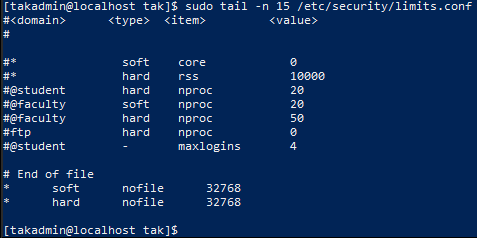 [takadmin@localhost tak]$ sudo tail -n 15 /etc/security/limits.conf
#<domain>      <type>  <item>         <value>
#

#*               soft    core            0
#*               hard    rss             10000
#@student        hard    nproc           20
#@faculty        soft    nproc           20
#@faculty        hard    nproc           50
#ftp             hard    nproc           0
#@student        -       maxlogins       4

# End of file
*      soft      nofile      32768
*      hard      nofile      32768

[takadmin@localhost tak]$